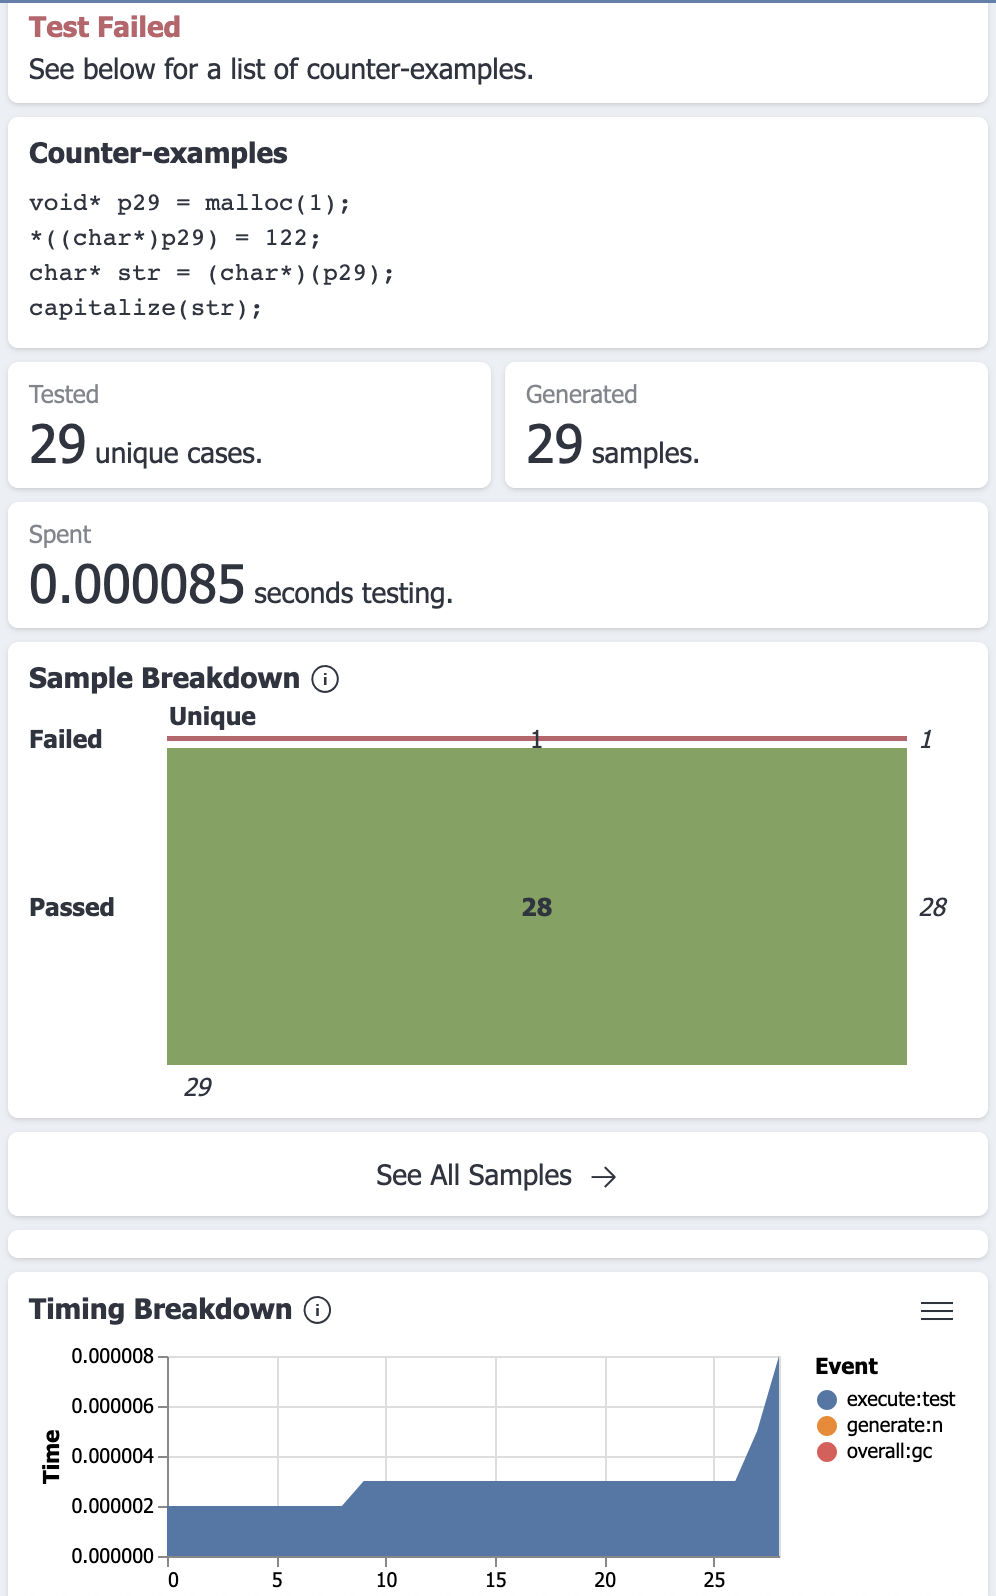 Test Failed
See below for a list of counter-examples.
Counter-examples
void* p29 = malloc(1);
*((char*)p29) = 122;
char* str = (char*)(p29);
capitalize(str);
Tested
29 unique cases.
Generated
29 samples.
Spent
0.000085 seconds testing.
Sample Breakdown i
Unique
Failed 1 1
Passed 28 28
29
See All Samples →
Timing Breakdown i
Time
0.000008
0.000006
0.000004
0.000002
0.000000
0 5 10 15 20 25
Event
execute:test
generate:n
overall:gc